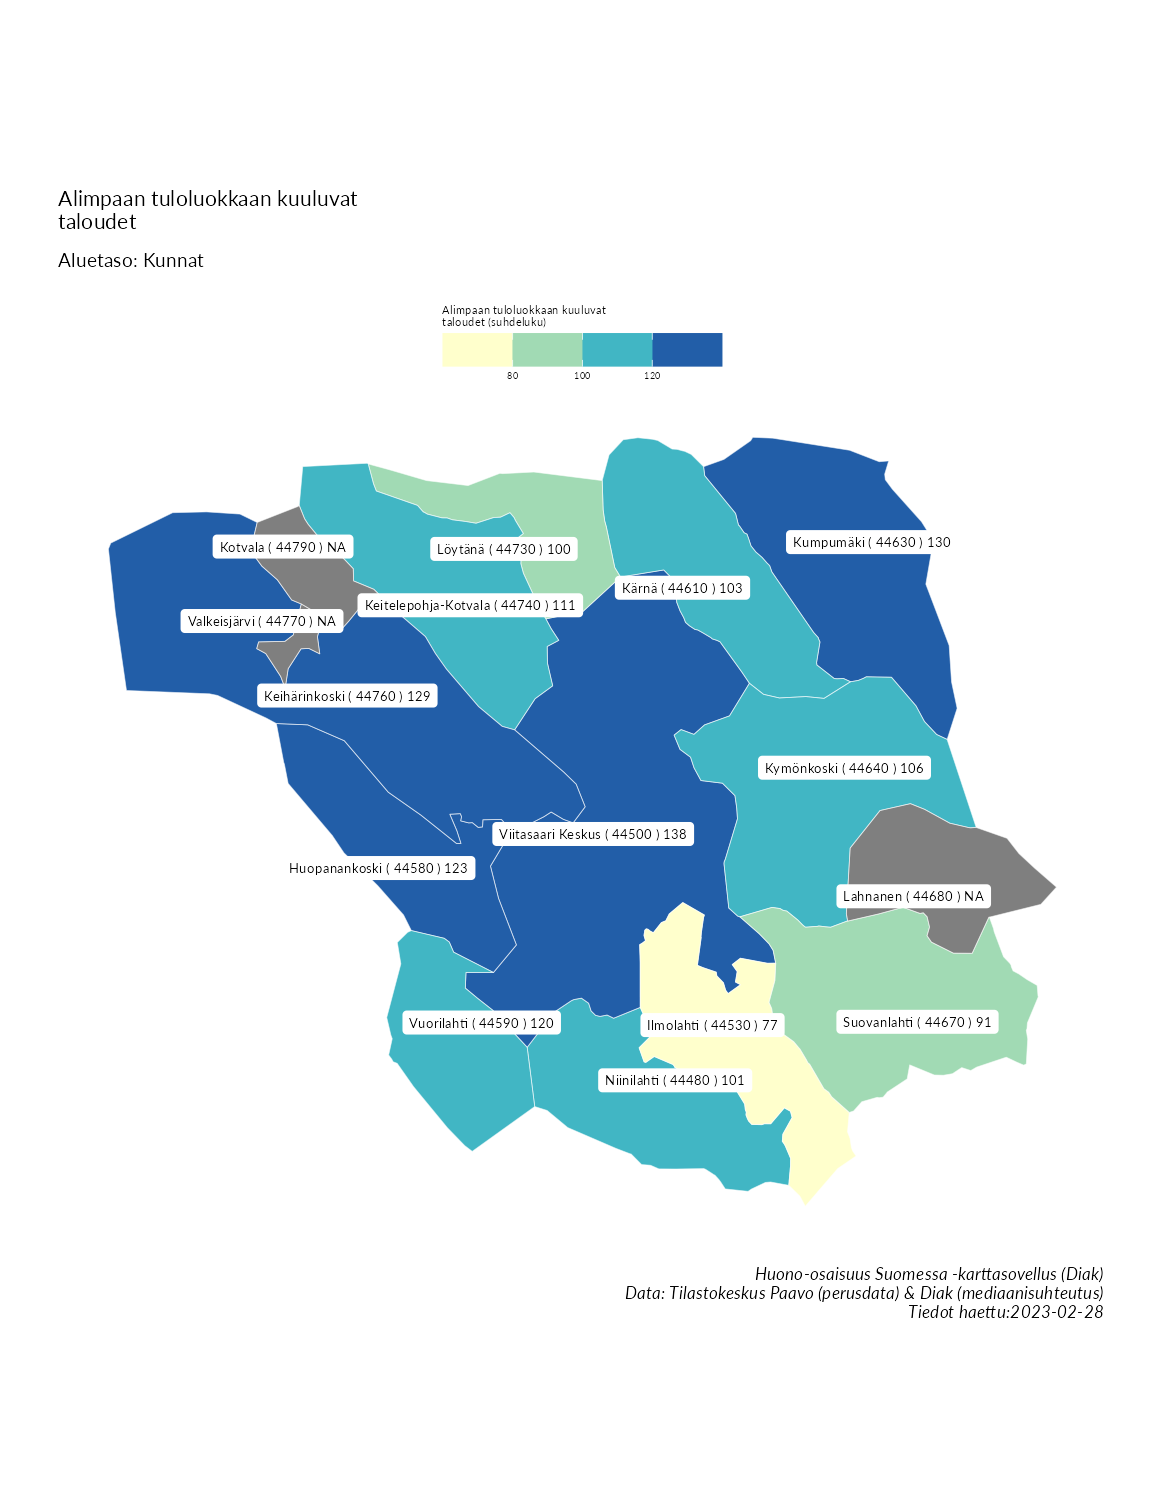 Alimpaan tuloluokkaan kuuluvat
taloudet
Aluetaso: Kunnat
Alimpaan tuloluokkaan kuuluvat
taloudet (suhdeluku)
80
100
120
Kumpumäki ( 44630 ) 130
Kotvala ( 44790 ) NA
Löytänä ( 44730 ) 100
Kärnä ( 44610 ) 103
Keitelepohja-Kotvala ( 44740 ) 111
Valkeisjärvi ( 44770 ) NA
Keihärinkoski ( 44760 ) 129
Kymönkoski ( 44640 ) 106
Viitasaari Keskus ( 44500 ) 138
Huopanankoski ( 44580 ) 123
Lahnanen ( 44680 ) NA
Vuorilahti ( 44590 ) 120
Ilmolahti ( 44530 ) 77
Suovanlahti ( 44670 ) 91
Niinilahti ( 44480 ) 101
Huono-osaisuus Suomessa -karttasovellus (Diak)
Data: Tilastokeskus Paavo (perusdata) & Diak (mediaanisuhteutus)
Tiedot haettu:2023-02-28